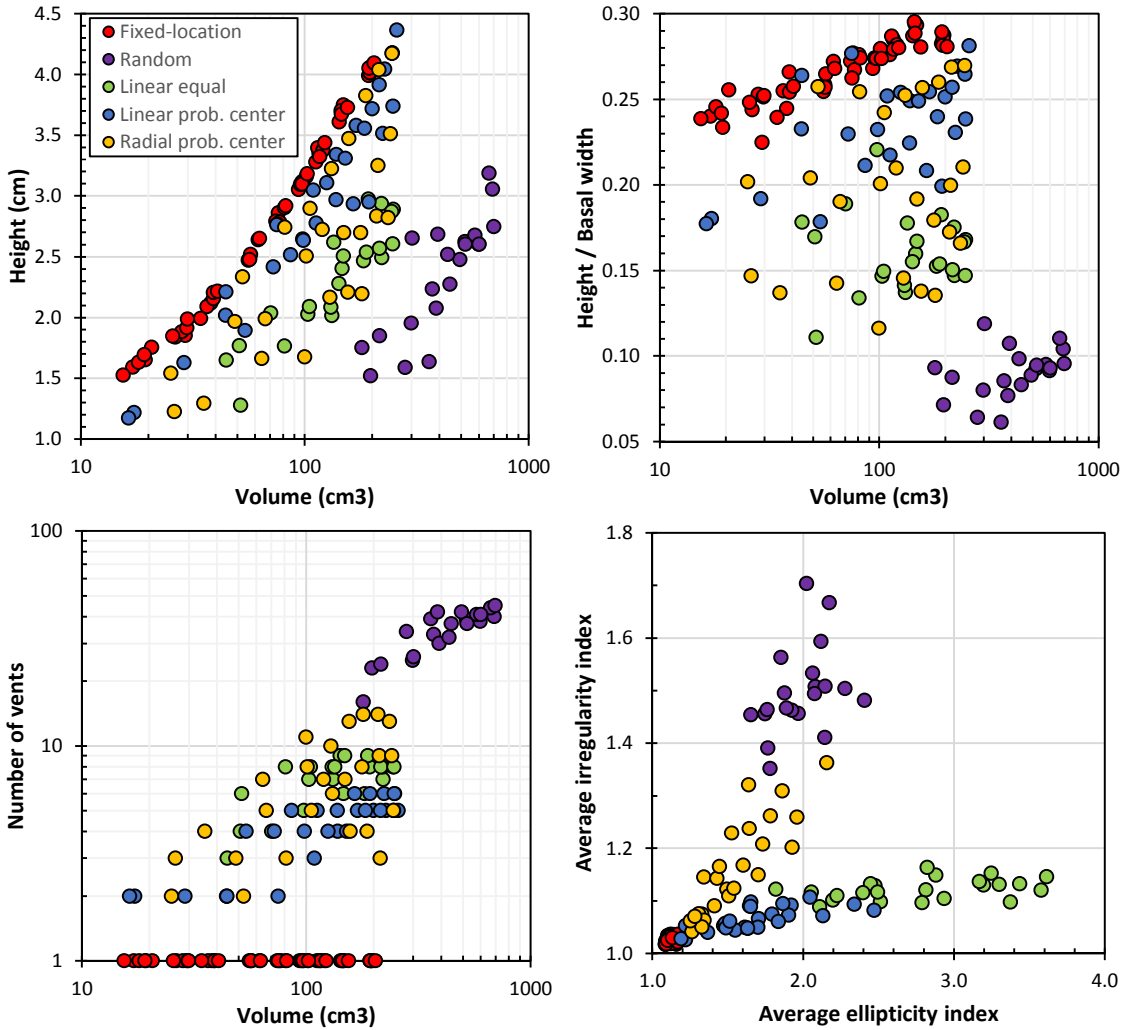 4.5
4.0
3.5
3.0
2.5
2.0
1.5
1.0
Height (cm)
Fixed-location
Random
Linear equal
Linear prob. center
Radial prob. center
10
100
1000
Volume (cm3)
0.30
0.25
0.20
0.15
0.10
0.05
Height / Basal width
10
100
1000
Volume (cm3)
100
10
1
Number of vents
10
100
1000
Volume (cm3)
1.8
1.6
1.4
1.2
1.0
Average irregularity index
1.0
2.0
3.0
4.0
Average ellipticity index